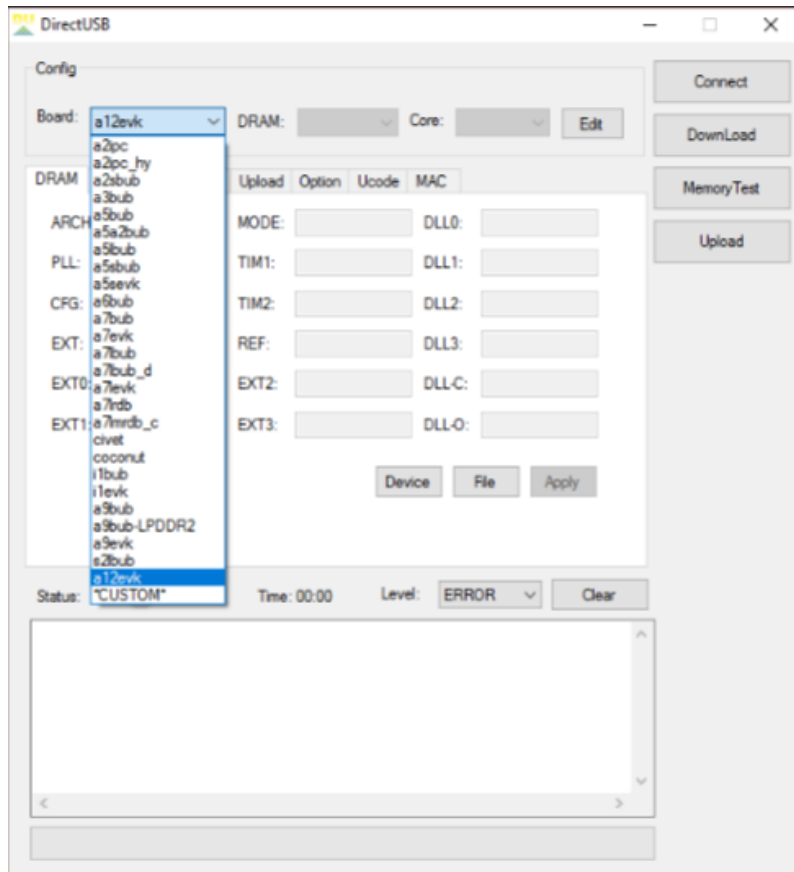 DirectUSB
Config
Connect
Board: a12evk DRAM: Core: Edit
DownLoad
a2ipc
a2ipc_hy
a2sbub
a3bub
a5bub
a5a2bub
a5lbub
a5sbub
a5sevk
a6bub
a7bub
a7evk
a7lbub
a7lbub_d
a7levk
a7lrdb
a7lmrdb_c
civet
coconut
i1bub
i1evk
a9bub
a9bub-LPDDR2
a9evk
s2lbub
a12evk
"CUSTOM"
DRAM Upload Option Ucode MAC
MemoryTest
Upload
ARCH MODE: DLL0:
PLL: TIM1: DLL1:
CFG: TIM2: DLL2:
EXT: REF: DLL3:
EXT0: EXT2: DLL-C:
EXT1: EXT3: DLL-O:
Device File Apply
Status: Time: 00:00 Level: ERROR Clear